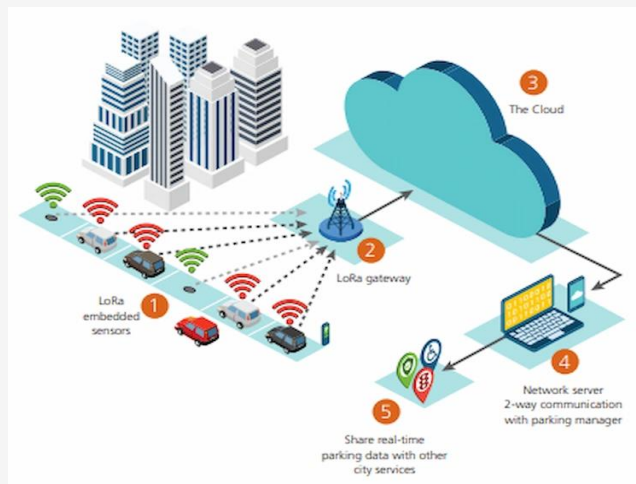 3
The Cloud
2
LoRa gateway
LoRa
embedded
sensors
1
4
Network server
2-way communication
with parking manager
5
Share real-time
parking data with other
city services